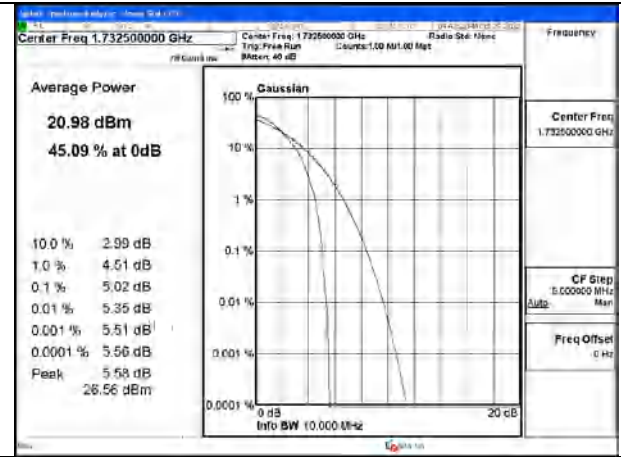 Center Freq 1.732500000 GHz
Center Freq: 1.732500000 GHz
Radio Std: None
Trig: Free Run
Counts:1.00 M/1.00 Mpt
#Atten: 40 dB
Frequency
Average Power
20.98 dBm
45.09 % at 0dB
10.0 % 2.99 dB
1.0 % 4.51 dB
0.1 % 5.02 dB
0.01 % 5.35 dB
0.001 % 5.51 dB
0.0001 % 5.56 dB
Peak 5.58 dB
26.56 dBm
Gaussian
100 %
10 %
1 %
0.1 %
0.01 %
0.001 %
0.0001 %
0 dB
20 dB
Info BW 10.000 MHz
Center Freq
1.732500000 GHz
CF Step
5.000000 MHz
Auto Man
Freq Offset
0 Hz